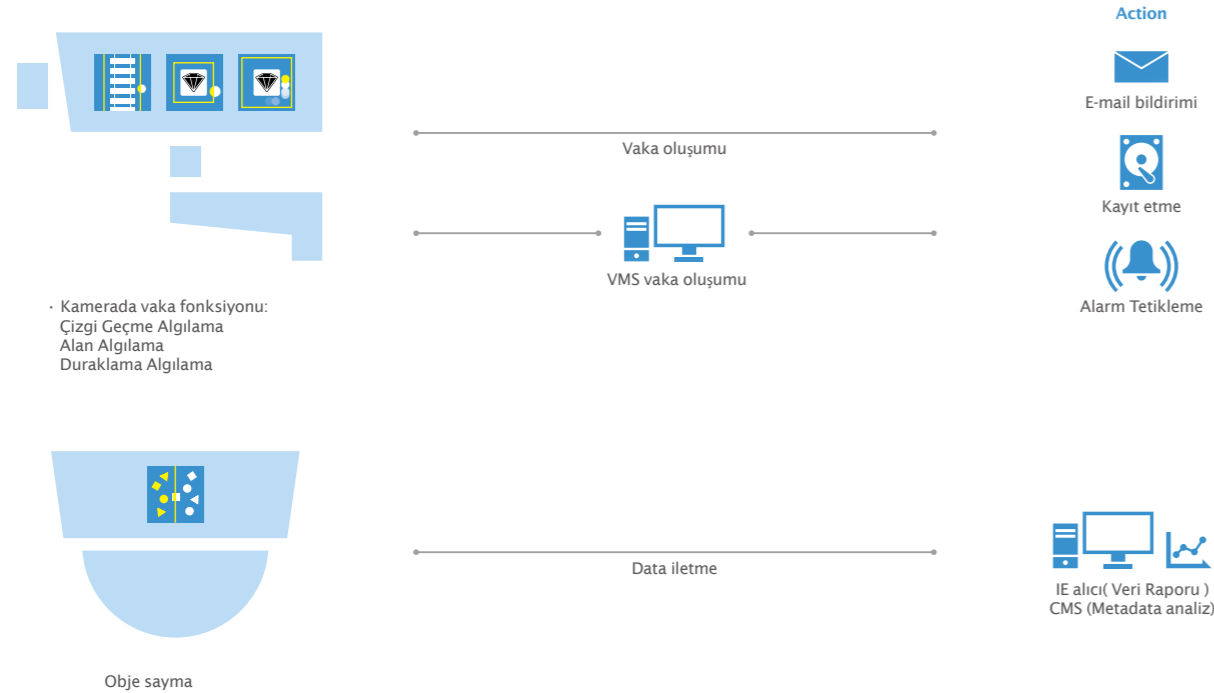 Action
E-mail bildirimi
Vaka oluşumu
Kayıt etme
VMS vaka oluşumu
Alarm Tetikleme
· Kamerada vaka fonksiyonu:
Çizgi Geçme Algılama
Alan Algılama
Duraklama Algılama
Data iletme
IE alıcı( Veri Raporu )
CMS (Metadata analiz)
Obje sayma